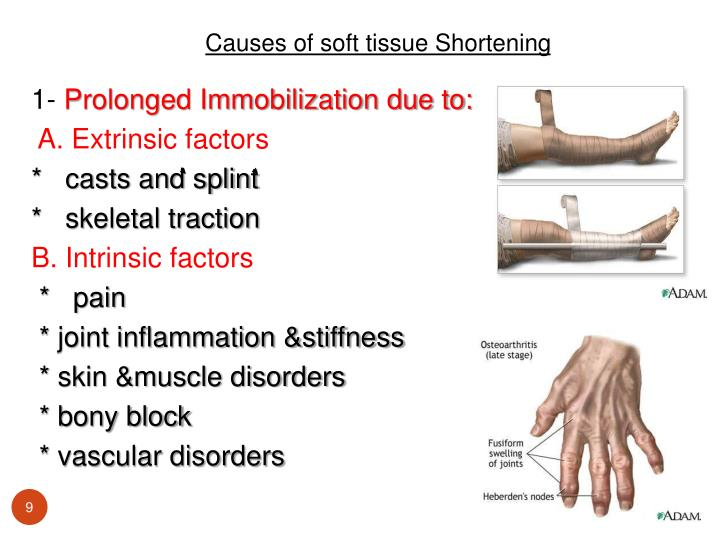 Causes of soft tissue Shortening
1- Prolonged Immobilization due to:
A. Extrinsic factors
* casts and splint
* skeletal traction
B. Intrinsic factors
* pain
* joint inflammation &stiffness
* skin &muscle disorders
* bony block
* vascular disorders
9
ADAM.
Osteoarthritis
(late stage)
Fusiform
swelling
of joints
Heberden's nodes
ADAM.